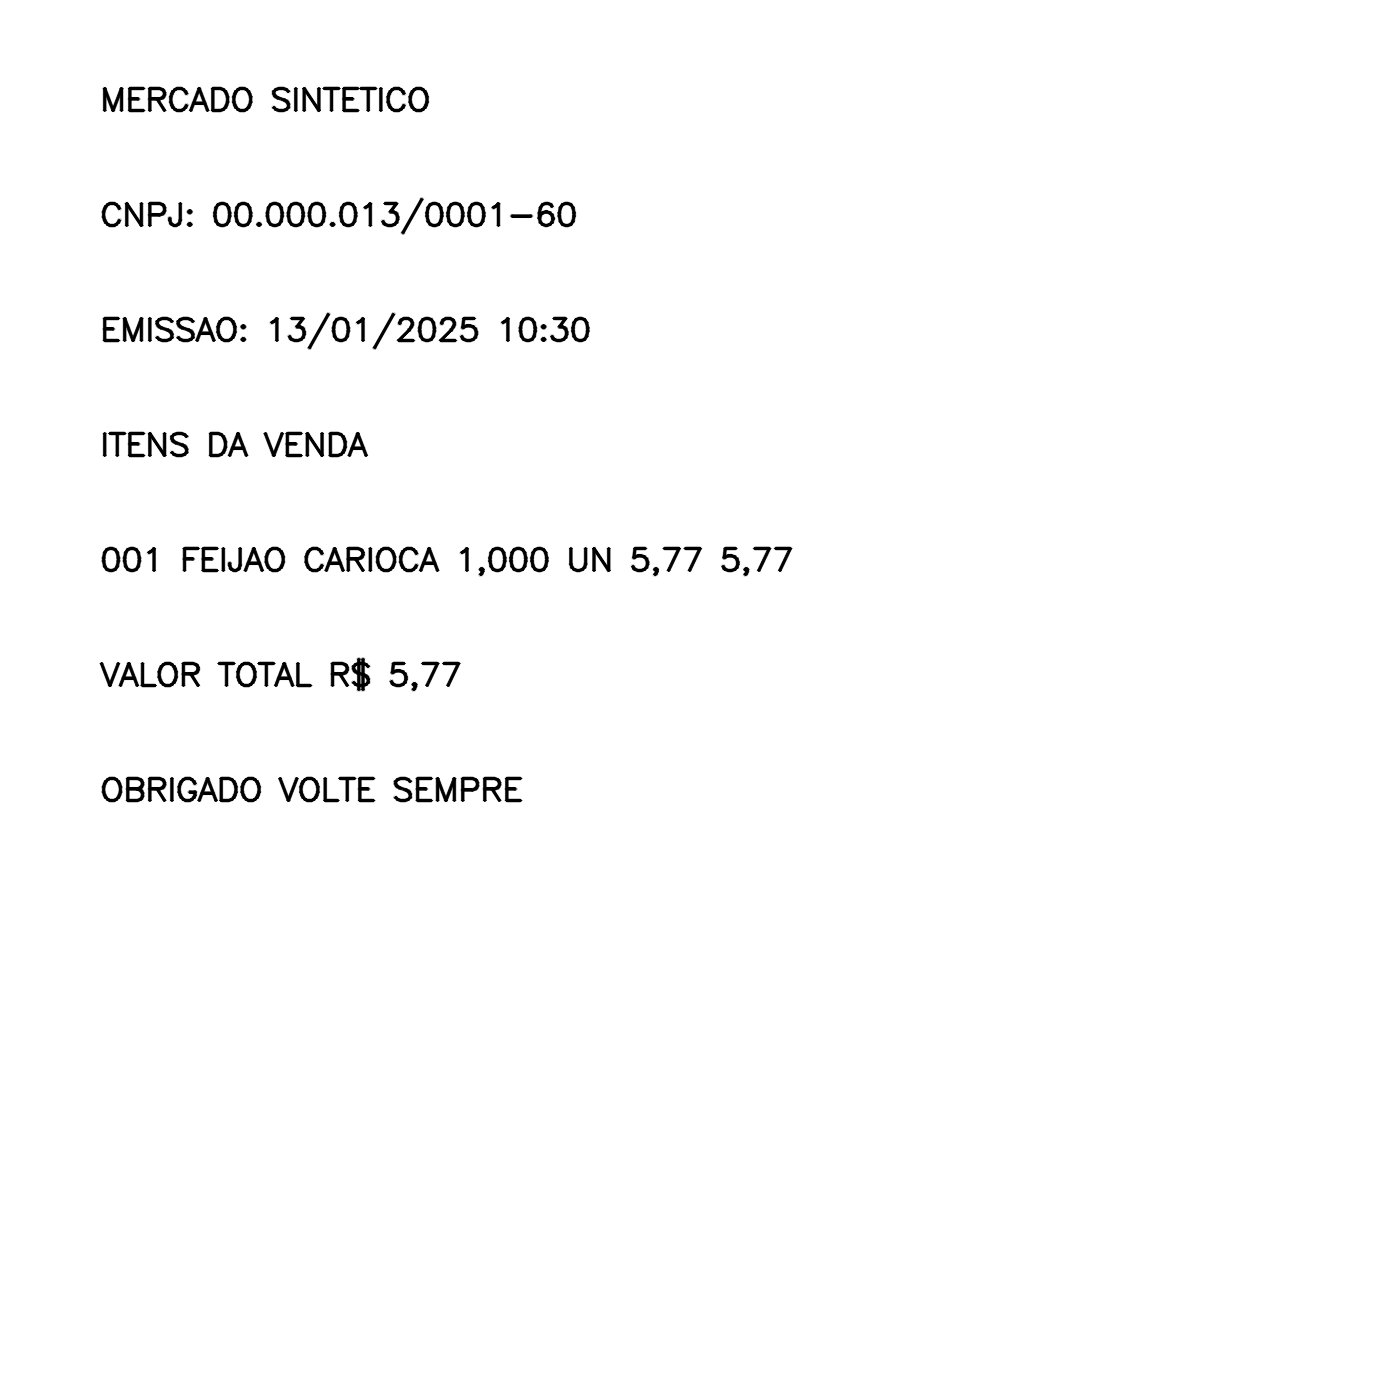 MERCADO SINTETICO
CNPJ: 00.000.013/0001-60
EMISSAO: 13/01/2025 10:30
ITENS DA VENDA
001 FEIJAO CARIOCA 1,000 UN 5,77 5,77
VALOR TOTAL R$ 5,77
OBRIGADO VOLTE SEMPRE